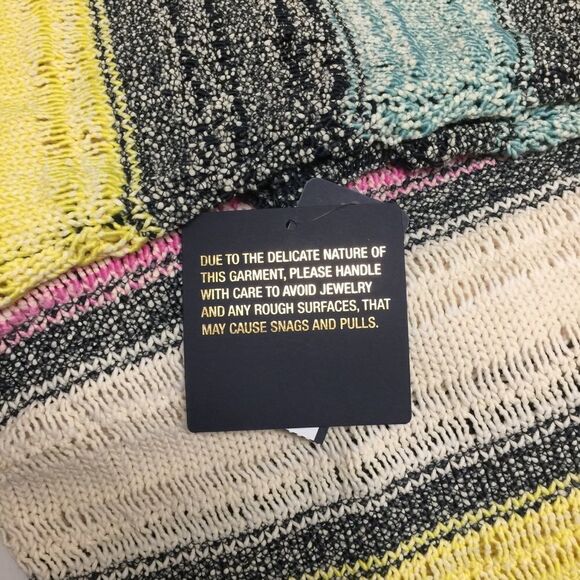 DUE TO THE DELICATE NATURE OF
THIS GARMENT, PLEASE HANDLE
WITH CARE TO AVOID JEWELRY
AND ANY ROUGH SURFACES, THAT
MAY CAUSE SNAGS AND PULLS.